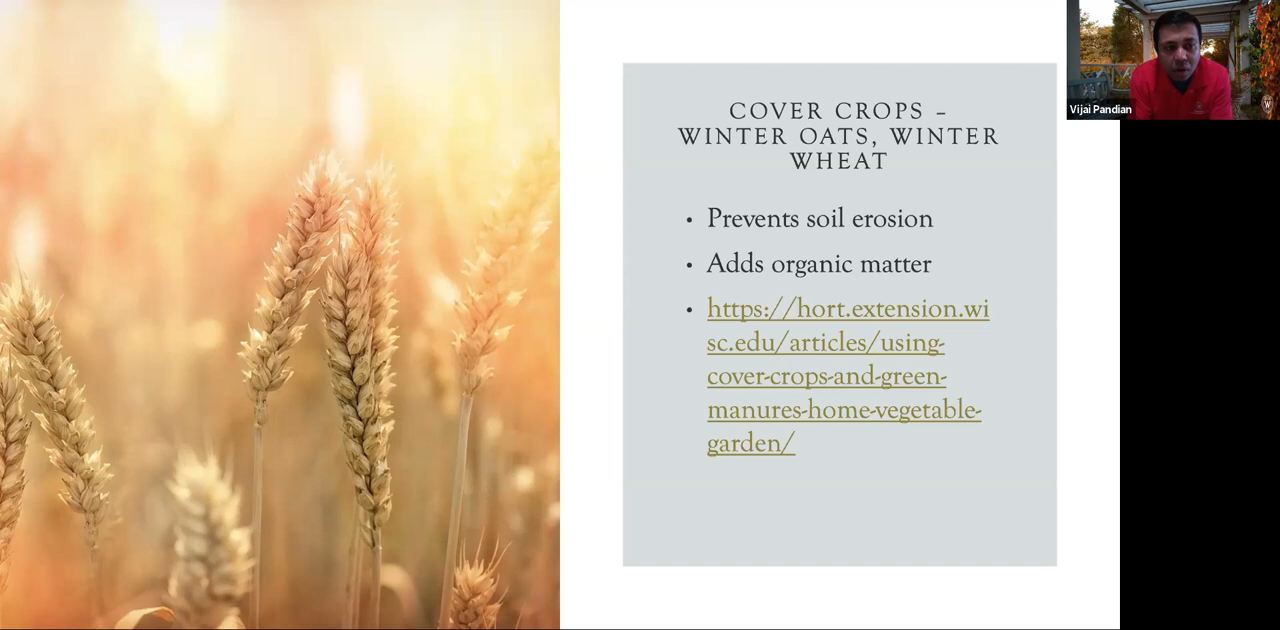 COVER CROPS –
WINTER OATS, WINTER
WHEAT
• Prevents soil erosion
• Adds organic matter
• https://hort.extension.wi
sc.edu/articles/using-
cover-crops-and-green-
manures-home-vegetable-
garden/
Vijai Pandian
W